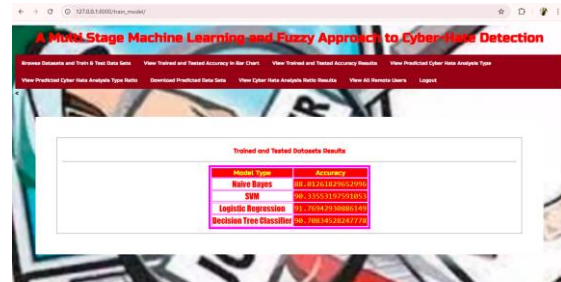 127.0.0.1:8000/train_model/
A Multi Stage Machine Learning and Fuzzy Approach to Cyber-Hate Detection
Browse Datasets and Train & Test Data Sets View Trained and Tested Accuracy in Bar Chart View Trained and Tested Accuracy Results View Predicted Cyber Hate Analysis Type
View Predicted Cyber Hate Analysis Type Ratio Download Predicted Data Sets View Cyber Hate Analysis Ratio Results View All Remote Users Logout
<
Trained and Tested Datasets Results
Model Type Accuracy
Naive Bayes 88.01261829652996
SVM 90.33553197591053
Logistic Regression 91.76942930886149
Decision Tree Classifier 90.70834528247778